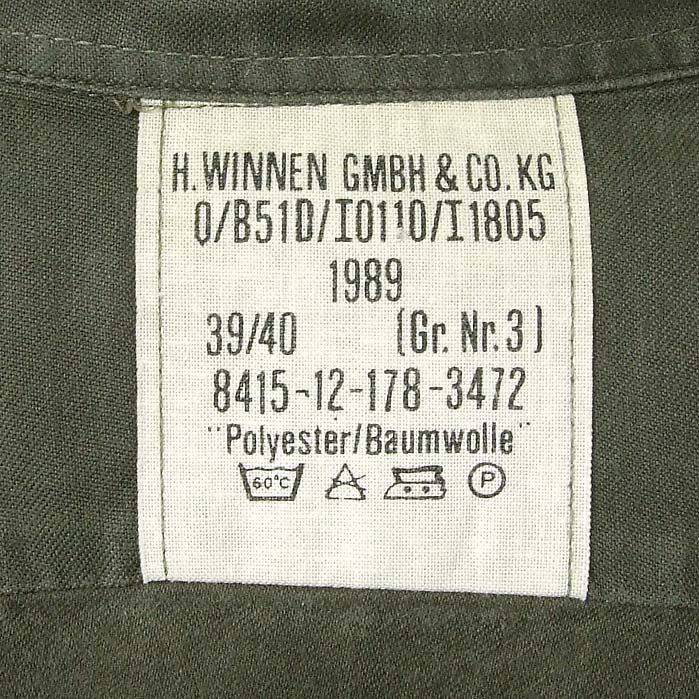 H. WINNEN GMBH & CO. KG
0/B51D/I0110/I1805
1989
39/40 (Gr. Nr. 3)
8415-12-178-3472
"Polyester/Baumwolle"
60°C P